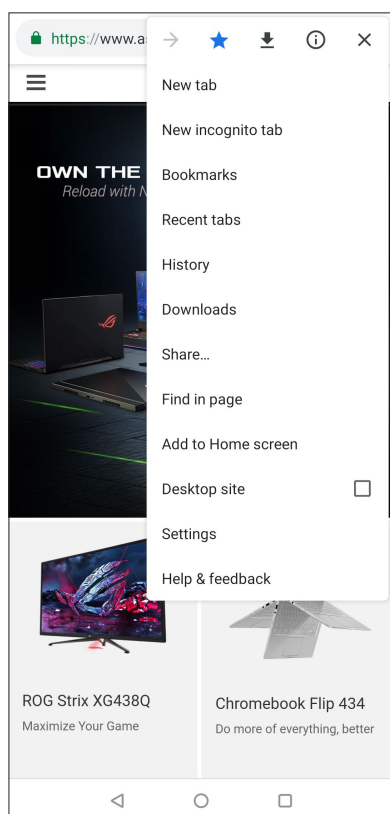 https://www.a
New tab
New incognito tab
OWN THE
Bookmarks
Reload with N
Recent tabs
History
Downloads
Share...
Find in page
Add to Home screen
Desktop site
Settings
Help & feedback
ROG Strix XG438Q
Maximize Your Game
Chromebook Flip 434
Do more of everything, better